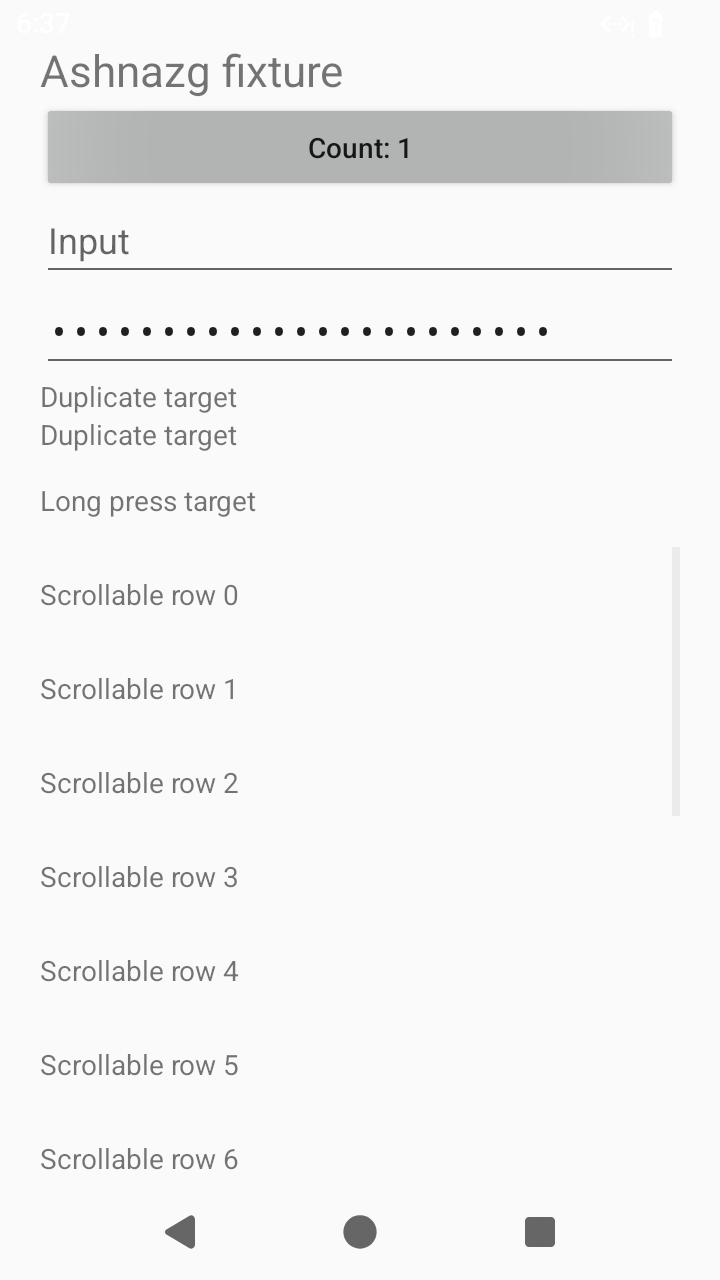 6:37
Ashnazg fixture
Count: 1
Input
•••••••••••••••••••••••
Duplicate target
Duplicate target
Long press target
Scrollable row 0
Scrollable row 1
Scrollable row 2
Scrollable row 3
Scrollable row 4
Scrollable row 5
Scrollable row 6